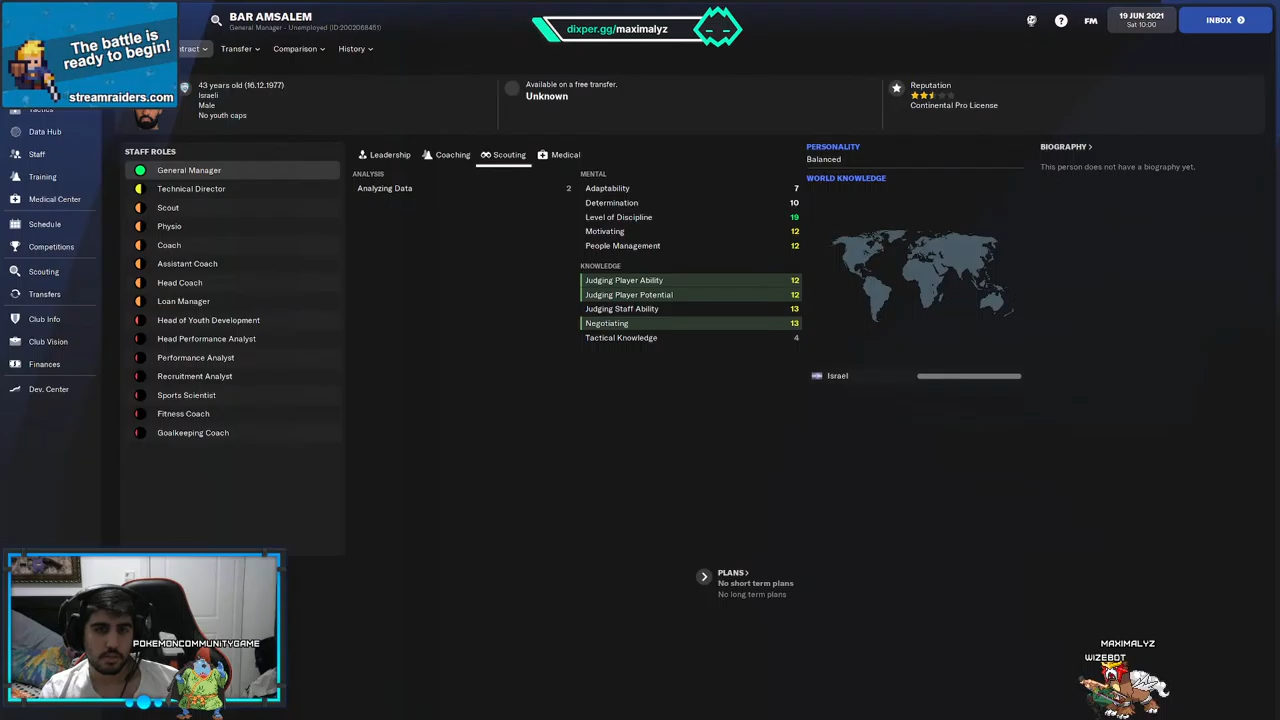 The battle is
ready to begin!
streamraiders.com
BAR AMSALEM
General Manager - Unemployed (ID:2002068451)
dixper.gg/maximalyz
FM
19 JUN 2021
Sat 10:00
INBOX
Transfer
Comparison
History
43 years old (16.12.1977)
Israeli
Male
No youth caps
Available on a free transfer.
Unknown
Reputation
Continental Pro License
Data Hub
Staff
Training
Medical Center
Schedule
Competitions
Scouting
Transfers
Club Info
Club Vision
Finances
Dev. Center
STAFF ROLES
General Manager
Technical Director
Scout
Physio
Coach
Assistant Coach
Head Coach
Loan Manager
Head of Youth Development
Head Performance Analyst
Performance Analyst
Recruitment Analyst
Sports Scientist
Fitness Coach
Goalkeeping Coach
Leadership
Coaching
Scouting
Medical
ANALYSIS
Analyzing Data 2
MENTAL
Adaptability 7
Determination 10
Level of Discipline 19
Motivating 12
People Management 12
KNOWLEDGE
Judging Player Ability 12
Judging Player Potential 12
Judging Staff Ability 13
Negotiating 13
Tactical Knowledge 4
PERSONALITY
Balanced
WORLD KNOWLEDGE
Israel
BIOGRAPHY
This person does not have a biography yet.
PLANS
No short term plans
No long term plans
POKEMONCOMMUNITYGAME
MAXIMALYZ
WIZEBOT